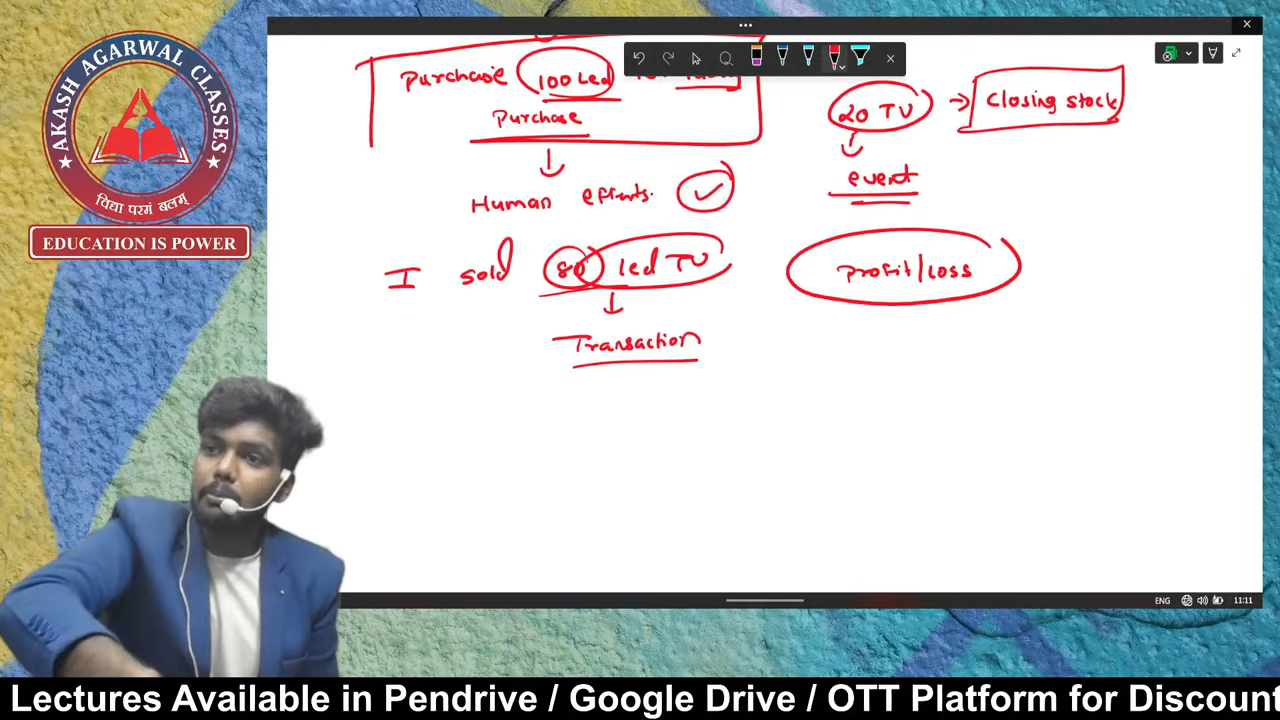 AKASH AGARWAL CLASSES
विद्या परमं बलम्
EDUCATION IS POWER
purchase 100 Led
purchase
Human efforts.
20 TV → closing stock
event
I sold 80 led TV
profit/Loss
Transaction
ENG 11:11
Lectures Available in Pendrive / Google Drive / OTT Platform for Discount